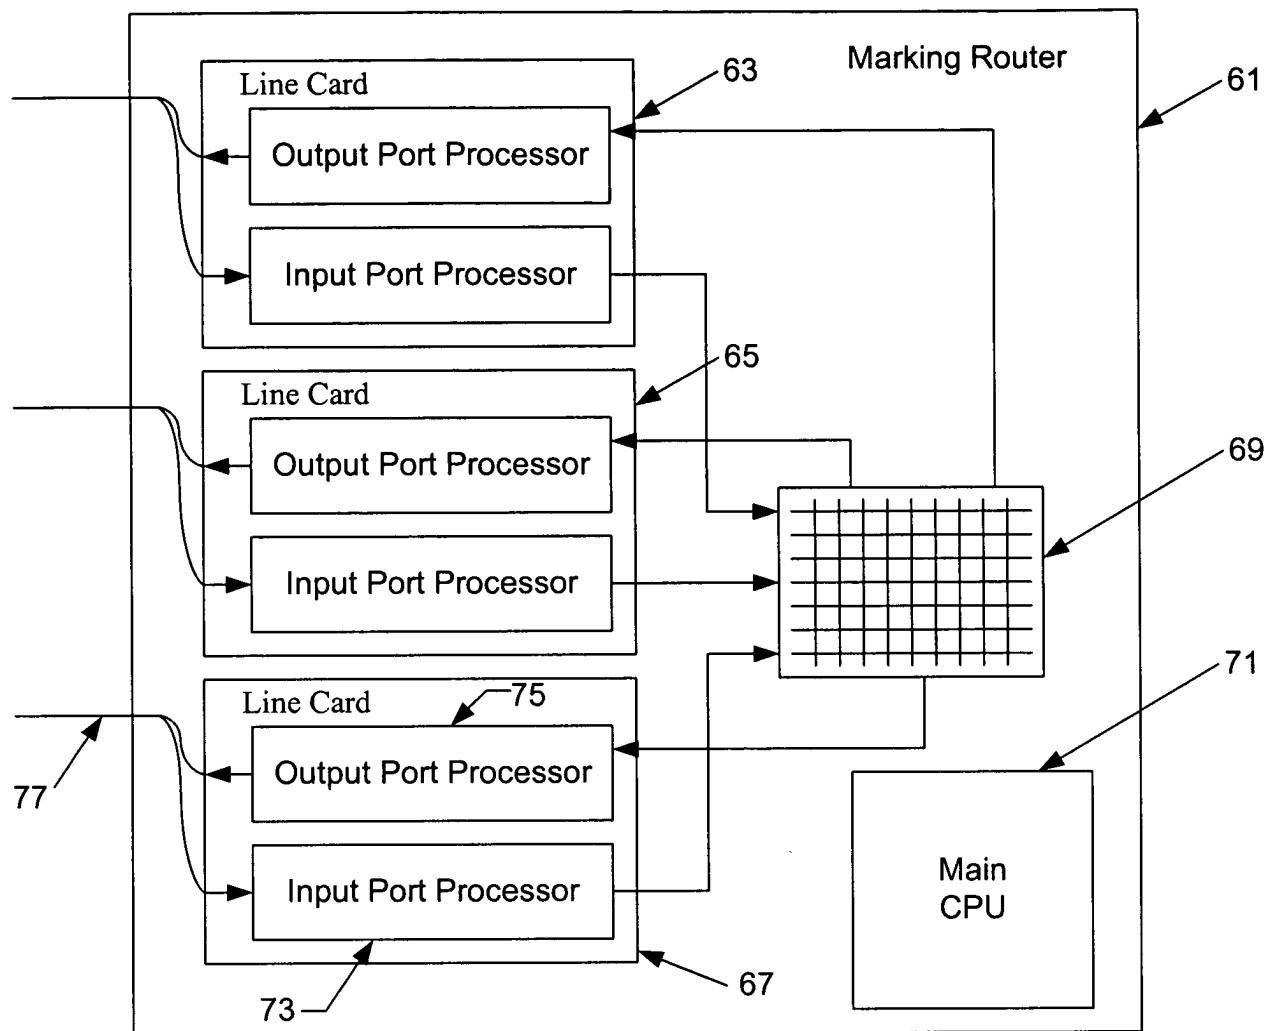 Marking Router
61
Line Card
63
Output Port Processor
Input Port Processor
Line Card
65
Output Port Processor
Input Port Processor
69
71
Line Card
75
Output Port Processor
77
Input Port Processor
73
67
Main
CPU